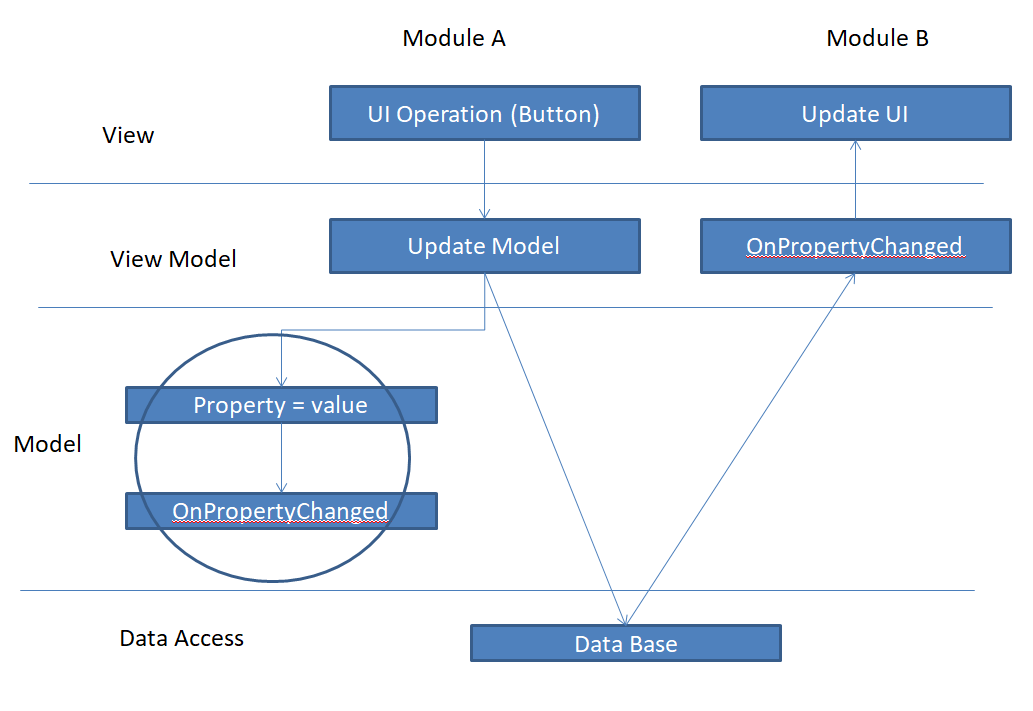 Module A
Module B
UI Operation (Button)
Update UI
View
Update Model
OnPropertyChanged
View Model
Property = value
Model
OnPropertyChanged
Data Access
Data Base